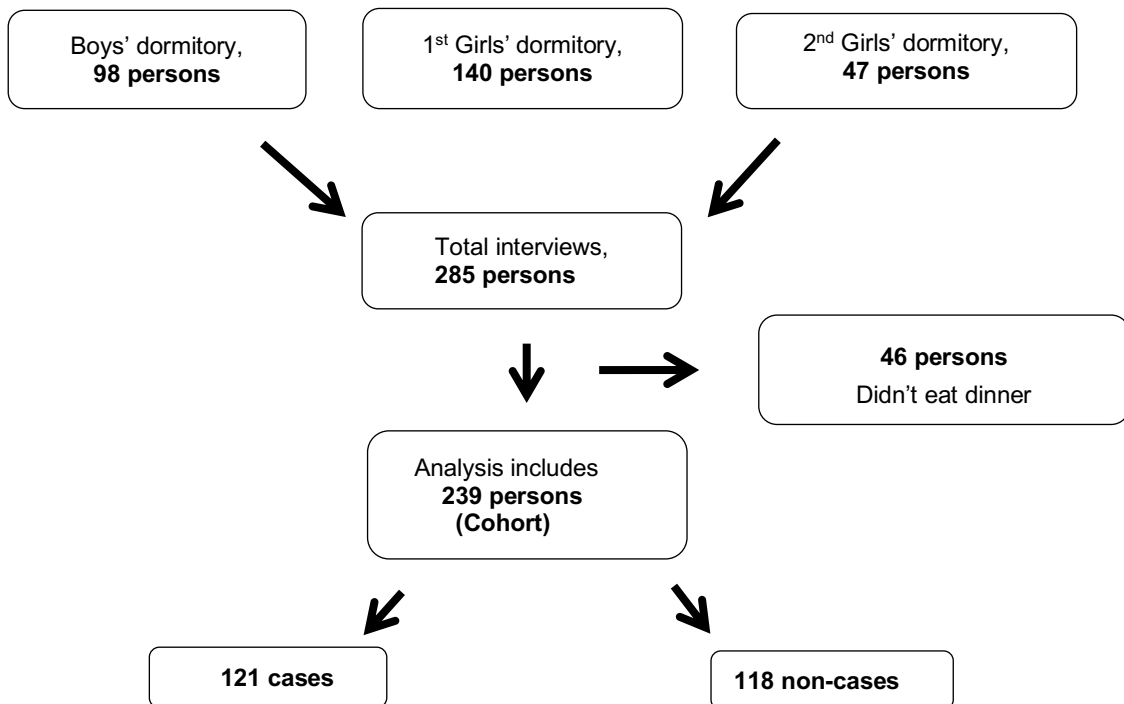 Boys’ dormitory,
98 persons
1st Girls’ dormitory,
140 persons
2nd Girls’ dormitory,
47 persons
Total interviews,
285 persons
46 persons
Didn’t eat dinner
Analysis includes
239 persons
(Cohort)
121 cases
118 non-cases